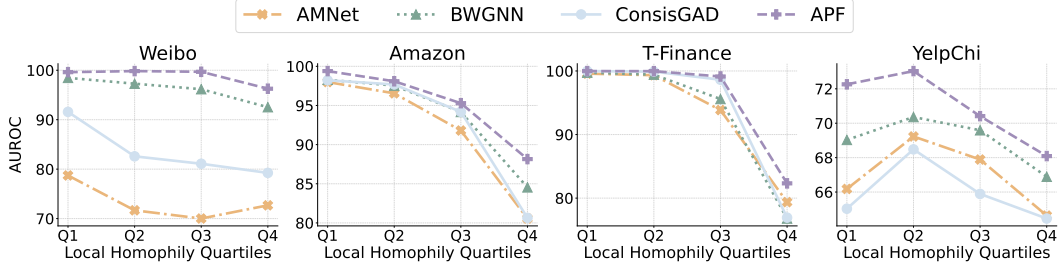 AMNet BWGNN ConsisGAD APF
Weibo
AUROC
100
90
80
70
Q1 Q2 Q3 Q4
Local Homophily Quartiles
Amazon
100
95
90
85
80
Q1 Q2 Q3 Q4
Local Homophily Quartiles
T-Finance
100
90
80
Q1 Q2 Q3 Q4
Local Homophily Quartiles
YelpChi
72
70
68
66
Q1 Q2 Q3 Q4
Local Homophily Quartiles